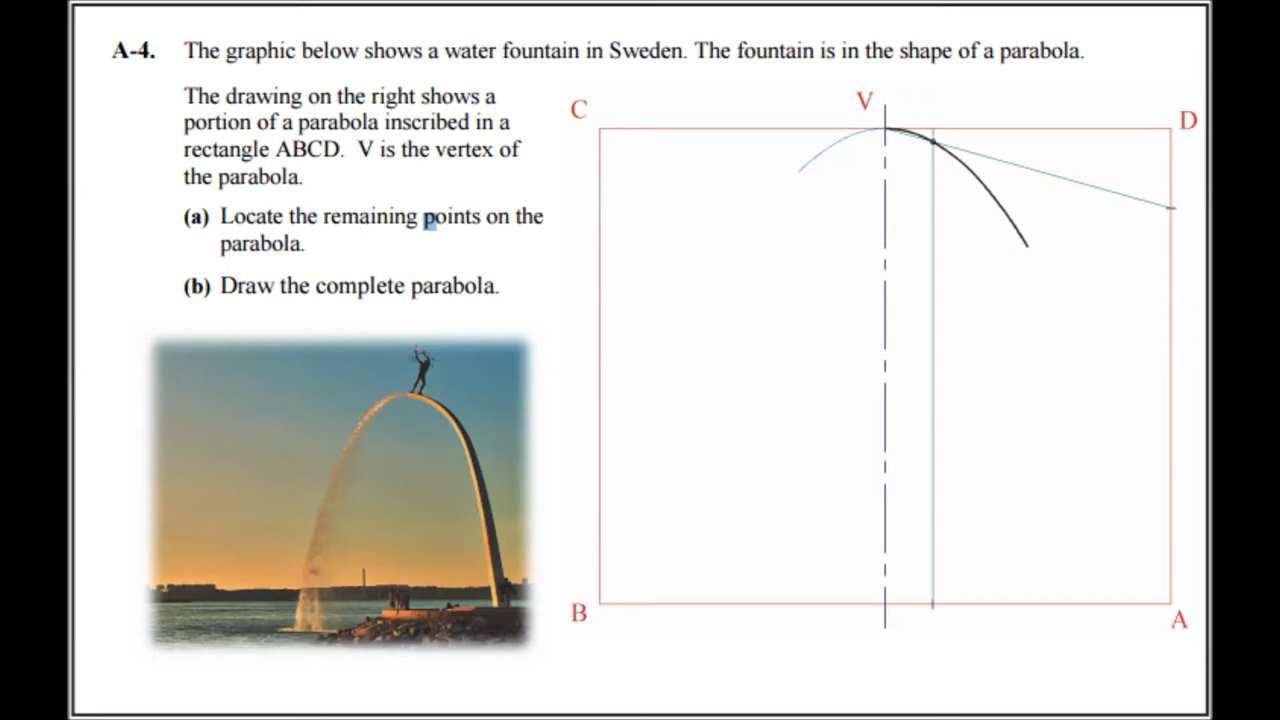 A-4. The graphic below shows a water fountain in Sweden. The fountain is in the shape of a parabola.
The drawing on the right shows a
portion of a parabola inscribed in a
rectangle ABCD. V is the vertex of
the parabola.
(a) Locate the remaining points on the
parabola.
(b) Draw the complete parabola.
C
V
D
B
A